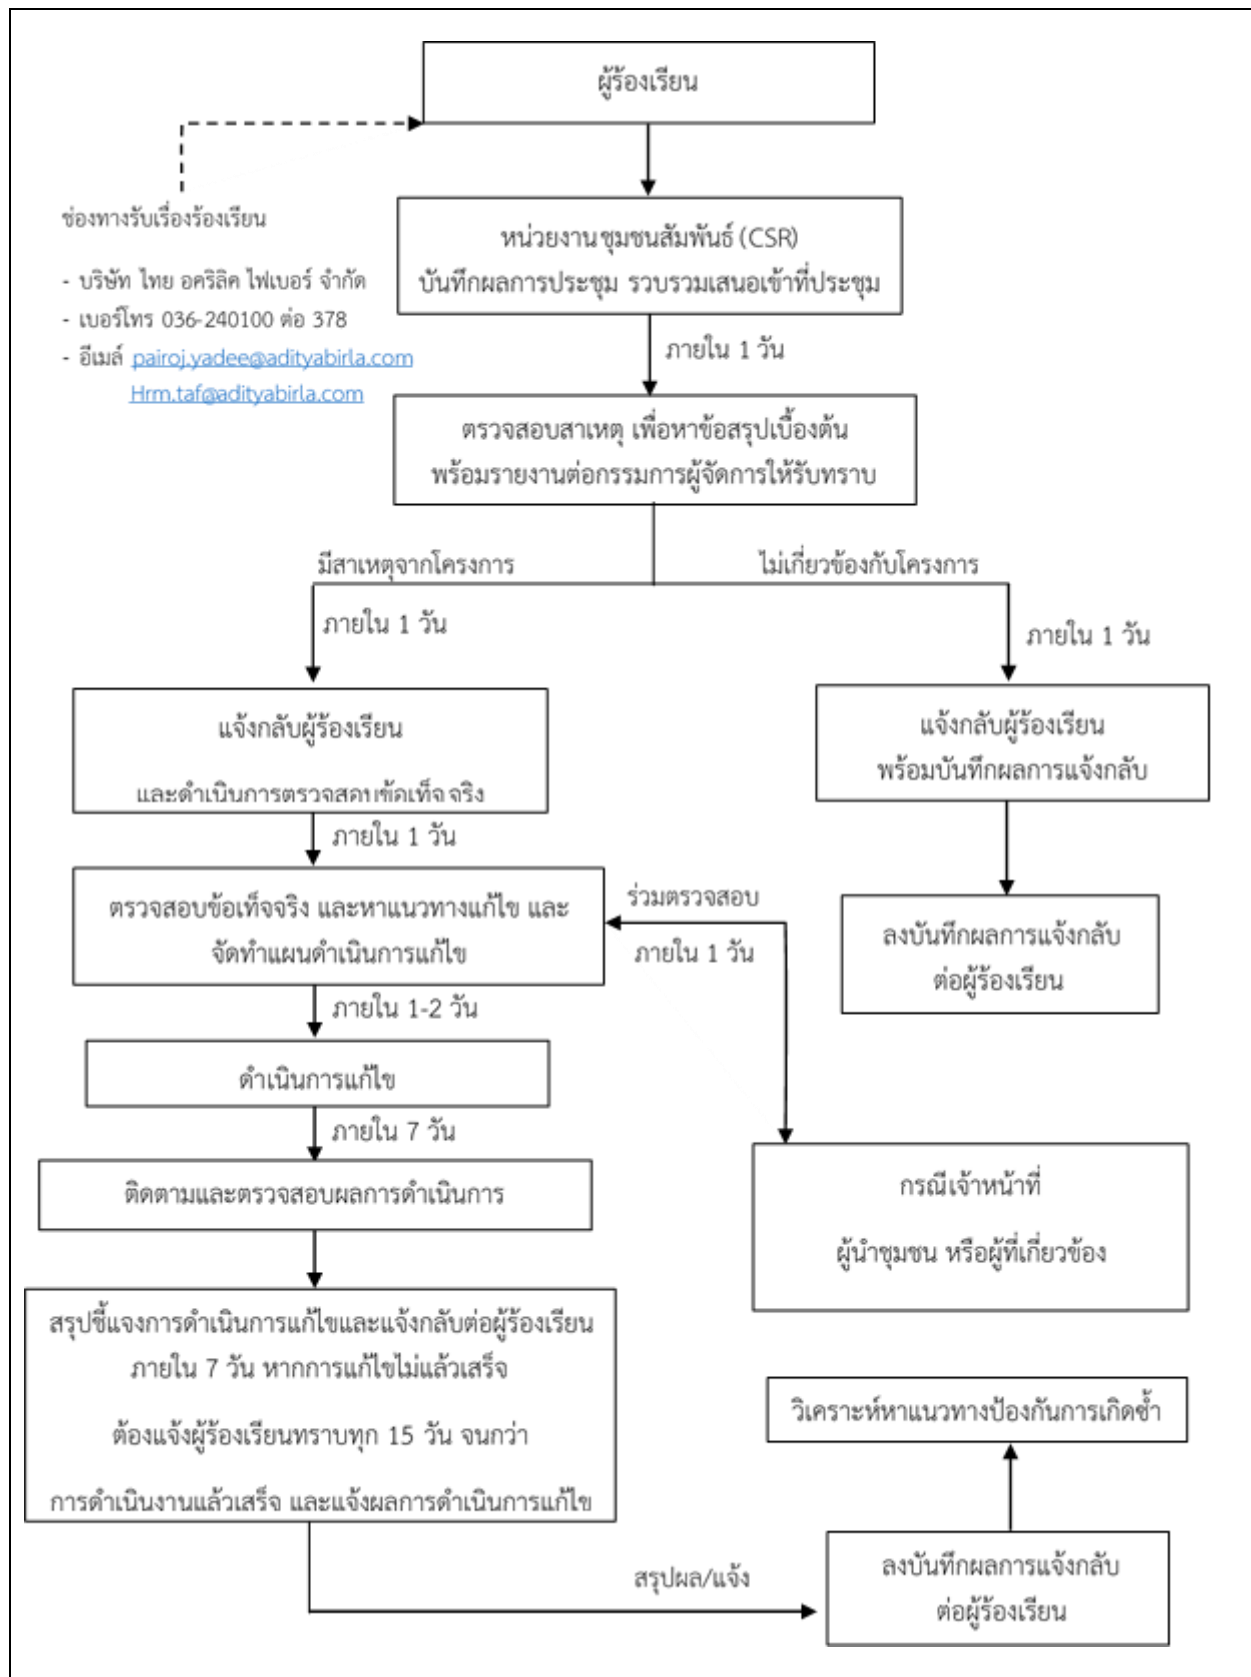 ผู้ร้องเรียน
ช่องทางรับเรื่องร้องเรียน
- บริษัท ไทย อคริลิค ไฟเบอร์ จำกัด
- เบอร์โทร 036-240100 ต่อ 378
- อีเมล์ pairoj.yadee@adityabirla.com
Hrm.taf@adityabirla.com
หน่วยงานชุมชนสัมพันธ์ (CSR)
บันทึกผลการประชุม รวบรวมเสนอเข้าที่ประชุม
ภายใน 1 วัน
ตรวจสอบสาเหตุ เพื่อหาข้อสรุปเบื้องต้น
พร้อมรายงานต่อกรรมการผู้จัดการให้รับทราบ
มีสาเหตุจากโครงการ
ไม่เกี่ยวข้องกับโครงการ
ภายใน 1 วัน
ภายใน 1 วัน
แจ้งกลับผู้ร้องเรียน
และดำเนินการตรวจสอบข้อเท็จจริง
แจ้งกลับผู้ร้องเรียน
พร้อมบันทึกผลการแจ้งกลับ
ภายใน 1 วัน
ตรวจสอบข้อเท็จจริง และหาแนวทางแก้ไข และ
จัดทำแผนดำเนินการแก้ไข
ร่วมตรวจสอบ
ภายใน 1 วัน
ลงบันทึกผลการแจ้งกลับ
ต่อผู้ร้องเรียน
ภายใน 1-2 วัน
ดำเนินการแก้ไข
ภายใน 7 วัน
ติดตามและตรวจสอบผลการดำเนินการ
กรณีเจ้าหน้าที่
ผู้นำชุมชน หรือผู้ที่เกี่ยวข้อง
สรุปชี้แจงการดำเนินการแก้ไขและแจ้งกลับต่อผู้ร้องเรียน
ภายใน 7 วัน หากการแก้ไขไม่แล้วเสร็จ
ต้องแจ้งผู้ร้องเรียนทราบทุก 15 วัน จนกว่า
การดำเนินงานแล้วเสร็จ และแจ้งผลการดำเนินการแก้ไข
วิเคราะห์หาแนวทางป้องกันการเกิดซ้ำ
สรุปผล/แจ้ง
ลงบันทึกผลการแจ้งกลับ
ต่อผู้ร้องเรียน